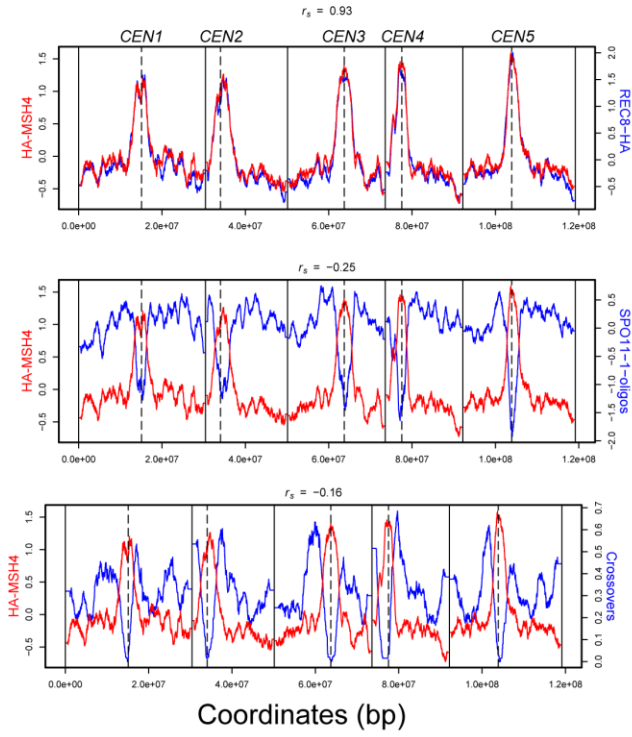 r_s = 0.93
CEN1 CEN2 CEN3 CEN4 CEN5
HA-MSH4
1.5
1.0
0.5
0.0
−0.5
2.0
1.5
1.0
0.5
0.0
−0.5
REC8-HA
0.0e+00 2.0e+07 4.0e+07 6.0e+07 8.0e+07 1.0e+08 1.2e+08
r_s = −0.25
HA-MSH4
1.5
1.0
0.5
0.0
−0.5
0.5
0.0
−0.5
−1.0
−1.5
−2.0
SPO11-1-oligos
0.0e+00 2.0e+07 4.0e+07 6.0e+07 8.0e+07 1.0e+08 1.2e+08
r_s = −0.16
HA-MSH4
1.5
1.0
0.5
0.0
−0.5
0.7
0.6
0.5
0.4
0.3
0.2
0.1
0.0
Crossovers
0.0e+00 2.0e+07 4.0e+07 6.0e+07 8.0e+07 1.0e+08 1.2e+08
Coordinates (bp)